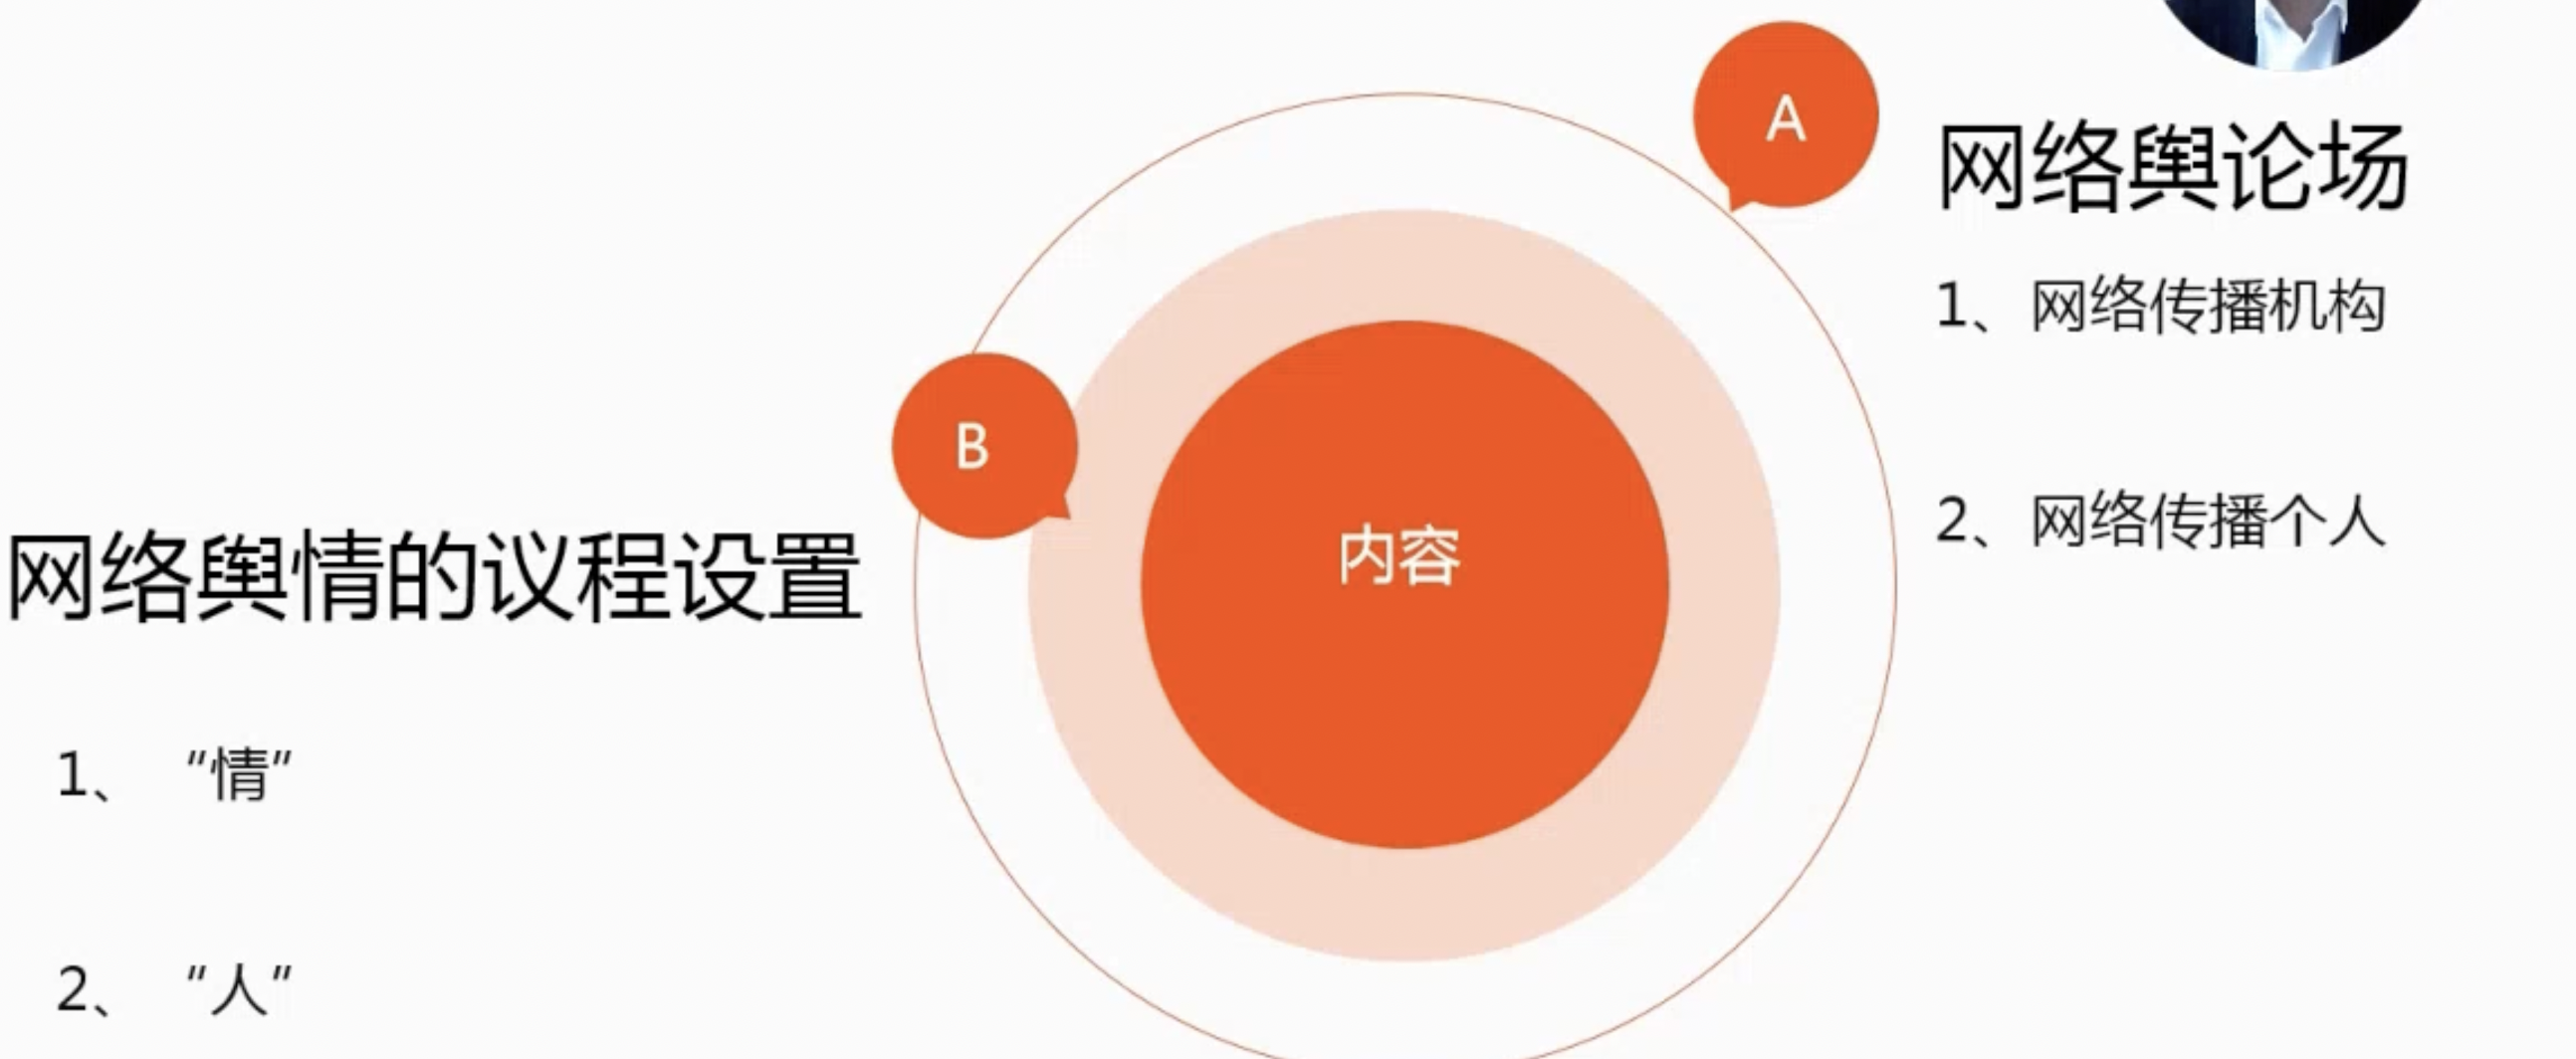 A
网络舆论场
1、网络传播机构
2、网络传播个人
B
内容
网络舆情的议程设置
1、 “情”
2、 “人”